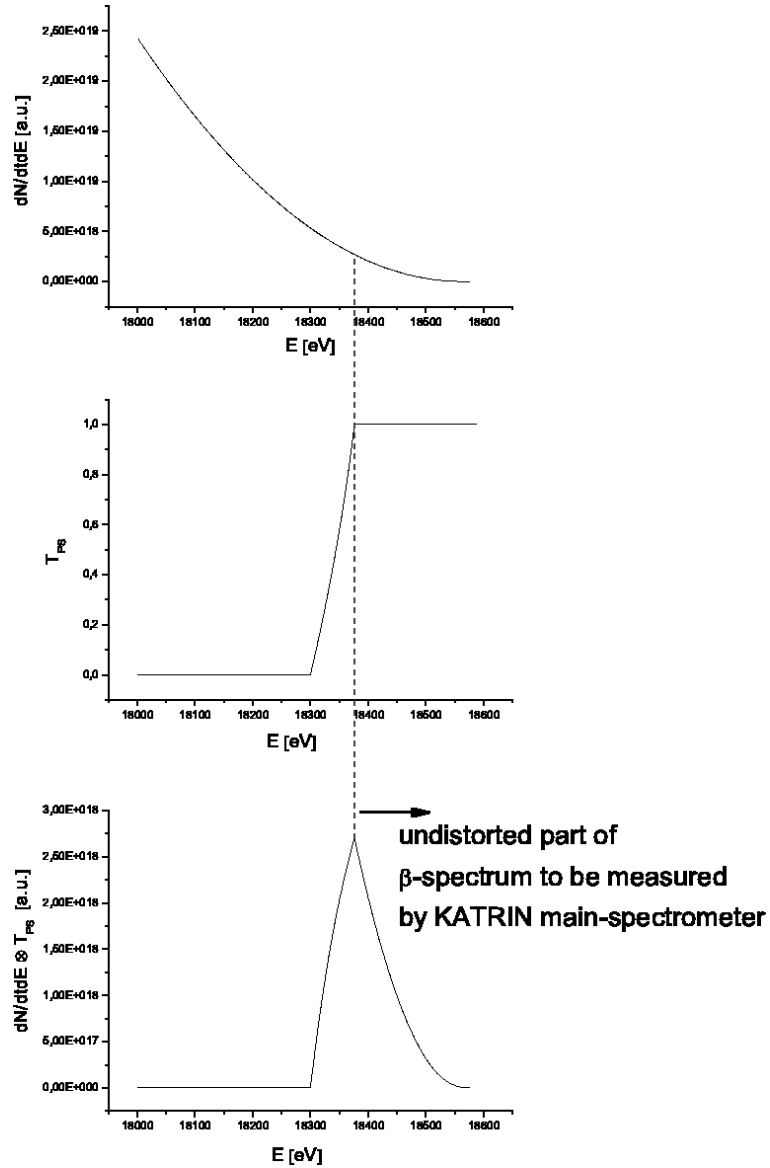 dN/dtdE [a.u.]
2,50E+019
2,00E+019
1,50E+019
1,00E+019
5,00E+018
0,00E+000
18000 18100 18200 18300 18400 18500 18600
E [eV]
T_PS
1,0
0,8
0,6
0,4
0,2
0,0
18000 18100 18200 18300 18400 18500 18600
E [eV]
dN/dtdE ⊗ T_PS [a.u.]
3,00E+018
2,50E+018
2,00E+018
1,50E+018
1,00E+018
5,00E+017
0,00E+000
undistorted part of
β-spectrum to be measured
by KATRIN main-spectrometer
18000 18100 18200 18300 18400 18500 18600
E [eV]